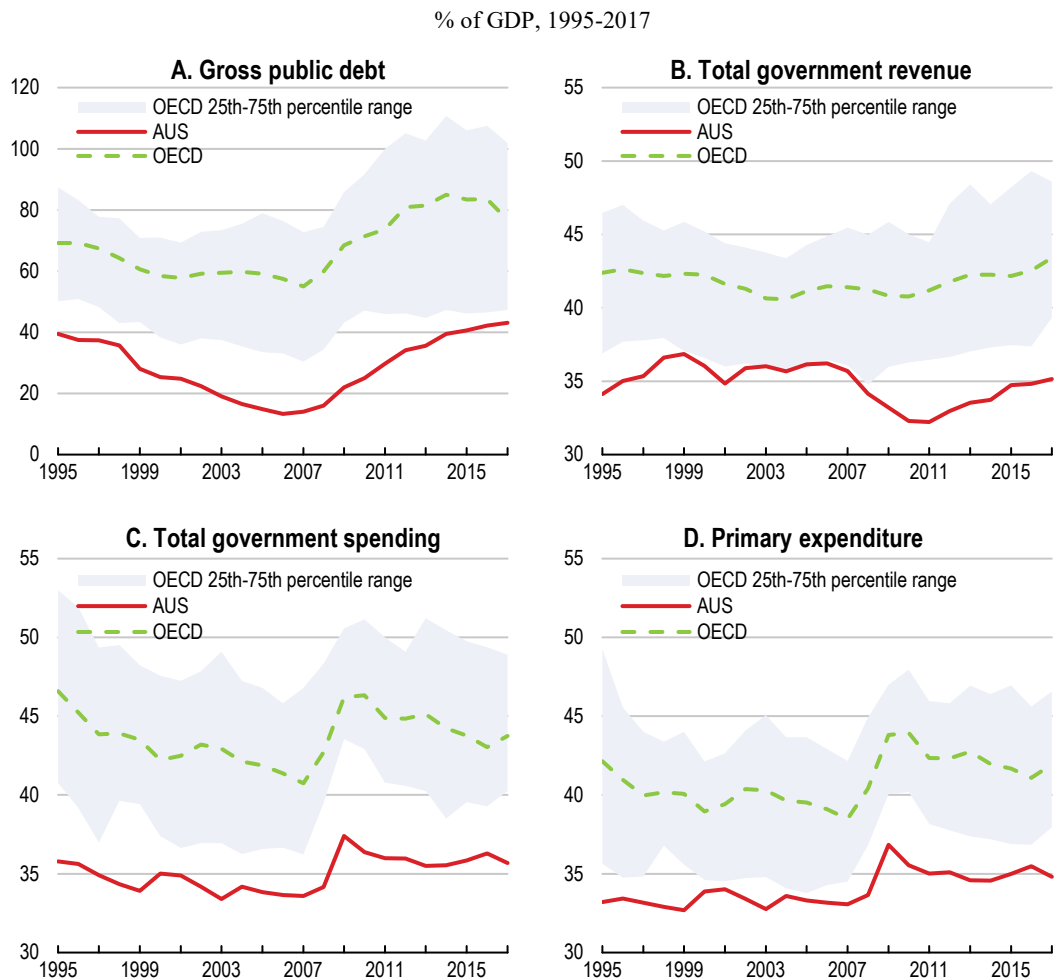 % of GDP, 1995-2017
A. Gross public debt
120
OECD 25th-75th percentile range
AUS
100
OECD
80
60
40
20
0
1995 1999 2003 2007 2011 2015
B. Total government revenue
55
OECD 25th-75th percentile range
AUS
50
OECD
45
40
35
30
1995 1999 2003 2007 2011 2015
C. Total government spending
55
OECD 25th-75th percentile range
AUS
50
OECD
45
40
35
30
1995 1999 2003 2007 2011 2015
D. Primary expenditure
55
OECD 25th-75th percentile range
AUS
50
OECD
45
40
35
30
1995 1999 2003 2007 2011 2015